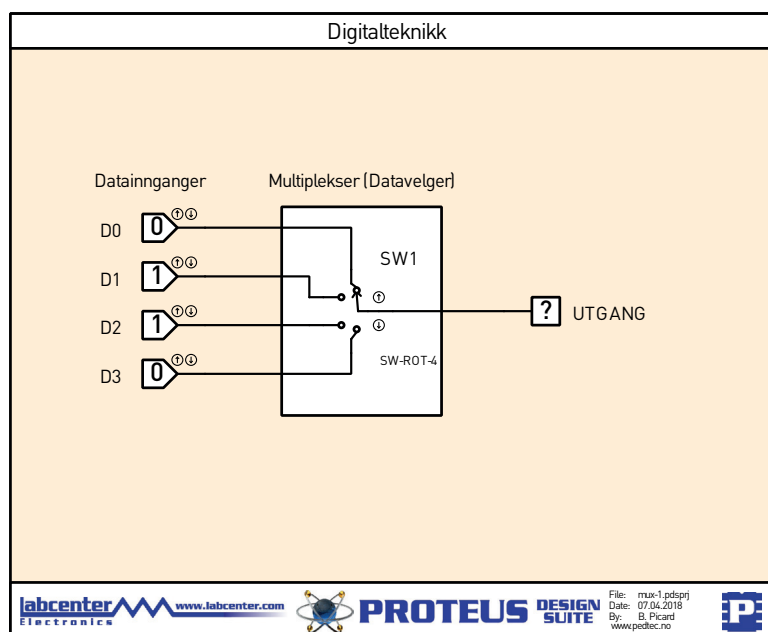 Digitalteknikk
Datainnganger
Multiplekser (Datavelger)
D0 0
SW1
D1 1
D2 1
? UTGANG
D3 0
SW-ROT-4
labcenter www.labcenter.com
Electronics
PROTEUS DESIGN SUITE
File: mux-1.pdsprj
Date: 07.04.2018
By: B. Picard
www.pedtec.no
P